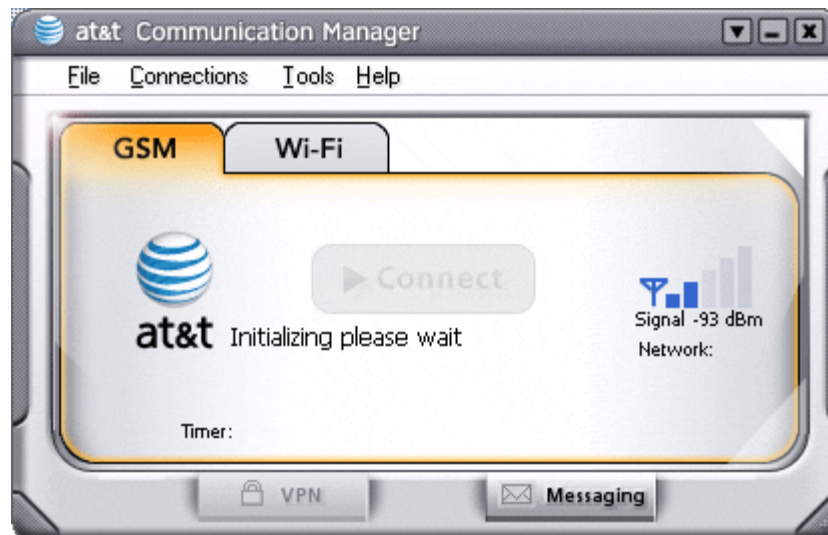 at&t Communication Manager
File Connections Tools Help
GSM Wi-Fi
Connect
at&t Initializing please wait
Signal -93 dBm
Network:
Timer:
VPN Messaging